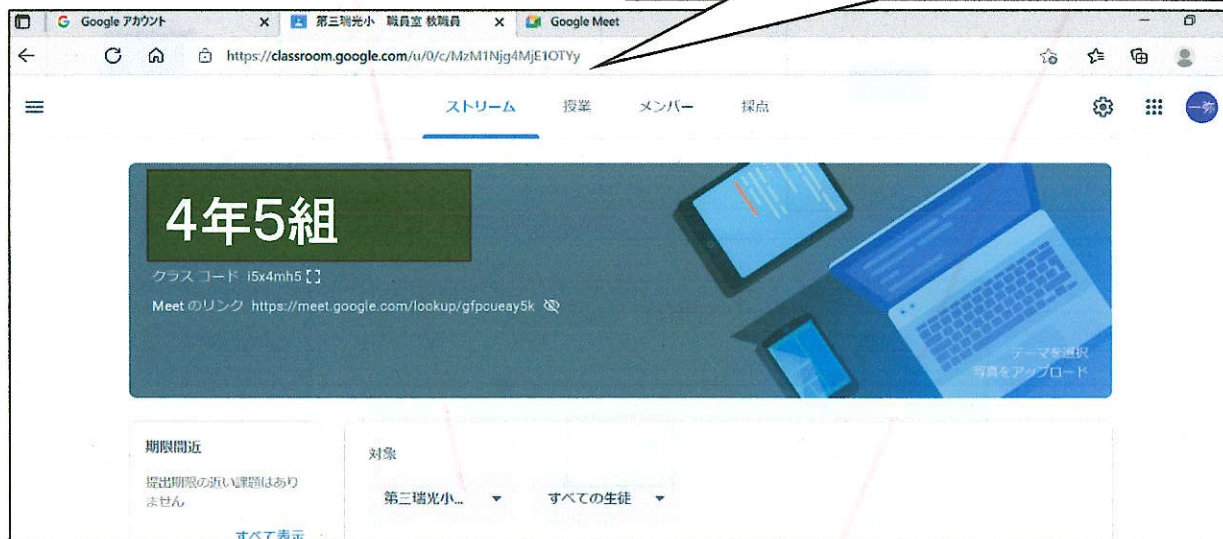 Google アカウント
第三瑞光小 職員室 教職員
Google Meet
https://classroom.google.com/u/0/c/MzM1Njg4MjE1OTYy
ストリーム 授業 メンバー 採点
一弥
4年5組
クラス コード i5x4mh5
Meet のリンク https://meet.google.com/lookup/gfpcueay5k
テーマを選択
写真をアップロード
期限間近
提出期限の近い課題はあり
ません
すべて表示
対象
第三瑞光小...
すべての生徒